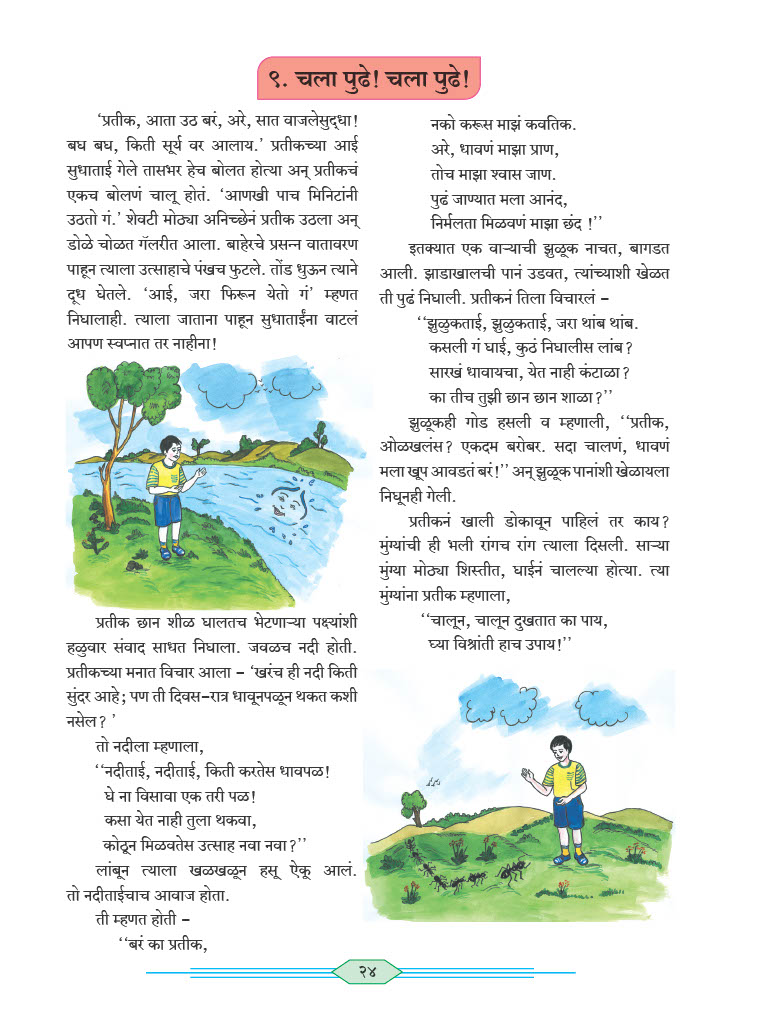 ९. चला पुढे! चला पुढे!
‘प्रतीक, आता उठ बरं, अरे, सात वाजलेसुद्धा!
बघ बघ, किती सूर्य वर आलाय.’ प्रतीकच्या आई
सुधाताई गेले तासभर हेच बोलत होत्या अन् प्रतीकचं
एकच बोलणं चालू होतं. ‘आणखी पाच मिनिटांनी
उठतो गं.’ शेवटी मोठ्या अनिच्छेनं प्रतीक उठला अन्
डोळे चोळत गॅलरीत आला. बाहेरचे प्रसन्न वातावरण
पाहून त्याला उत्साहाचे पंखच फुटले. तोंड धुऊन त्याने
दूध घेतले. ‘आई, जरा फिरून येतो गं’ म्हणत
निघालाही. त्याला जाताना पाहून सुधाताईंना वाटलं
आपण स्वप्नात तर नाहीना!
प्रतीक छान शीळ घालतच भेटणाऱ्या पक्ष्यांशी
हळुवार संवाद साधत निघाला. जवळच नदी होती.
प्रतीकच्या मनात विचार आला – ‘खरंच ही नदी किती
सुंदर आहे; पण ती दिवस–रात्र धावूनपळून थकत कशी
नसेल? ’
तो नदीला म्हणाला,
‘‘नदीताई, नदीताई, किती करतेस धावपळ!
घे ना विसावा एक तरी पळ!
कसा येत नाही तुला थकवा,
कोठून मिळवतेस उत्साह नवा नवा?’’
लांबून त्याला खळखळून हसू ऐकू आलं.
तो नदीताईचाच आवाज होता.
ती म्हणत होती –
‘‘बरं का प्रतीक,
नको करूस माझं कवतिक.
अरे, धावणं माझा प्राण,
तोच माझा श्वास जाण.
पुढं जाण्यात मला आनंद,
निर्मलता मिळवणं माझा छंद !’’
इतक्यात एक वाऱ्याची झुळूक नाचत, बागडत
आली. झाडाखालची पानं उडवत, त्यांच्याशी खेळत
ती पुढं निघाली. प्रतीकनं तिला विचारलं –
‘‘झुळुकताई, झुळुकताई, जरा थांब थांब.
कसली गं घाई, कुठं निघालीस लांब?
सारखं धावायचा, येत नाही कंटाळा?
का तीच तुझी छान छान शाळा?’’
झुळूकही गोड हसली व म्हणाली, ‘‘प्रतीक,
ओळखलंस? एकदम बरोबर. सदा चालणं, धावणं
मला खूप आवडतं बरं!’’ अन् झुळूक पानांशी खेळायला
निघूनही गेली.
प्रतीकनं खाली डोकावून पाहिलं तर काय?
मुंग्यांची ही भली रांगच रांग त्याला दिसली. साऱ्या
मुंग्या मोठ्या शिस्तीत, घाईनं चालल्या होत्या. त्या
मुंग्यांना प्रतीक म्हणाला,
‘‘चालून, चालून दुखतात का पाय,
घ्या विश्रांती हाच उपाय!’’
२४